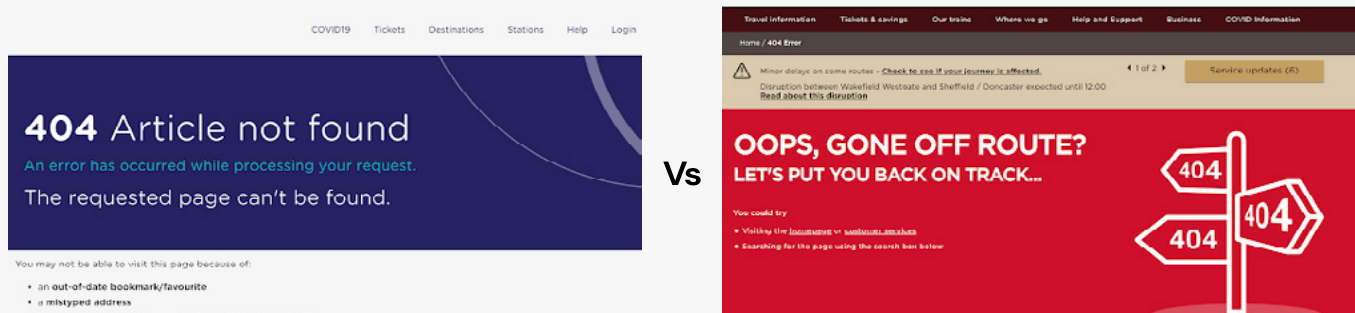 COVID19 Tickets Destinations Stations Help Login
404 Article not found
An error has occurred while processing your request.
The requested page can't be found.
You may not be able to visit this page because of:
• an out-of-date bookmark/favourite
• a mistyped address
Vs
Travel information Tickets & savings Our trains Where we go Help and Support Business COVID Information
Home / 404 Error
Minor delays on some routes - Check to see if your journey is affected.
1 of 2
Service updates (6)
Disruption between Wakefield Westgate and Sheffield / Doncaster expected until 12:00
Read about this disruption
OOPS, GONE OFF ROUTE?
LET'S PUT YOU BACK ON TRACK...
You could try
• Visiting the homepage or customer services
• Searching for the page using the search box below
404
404
404